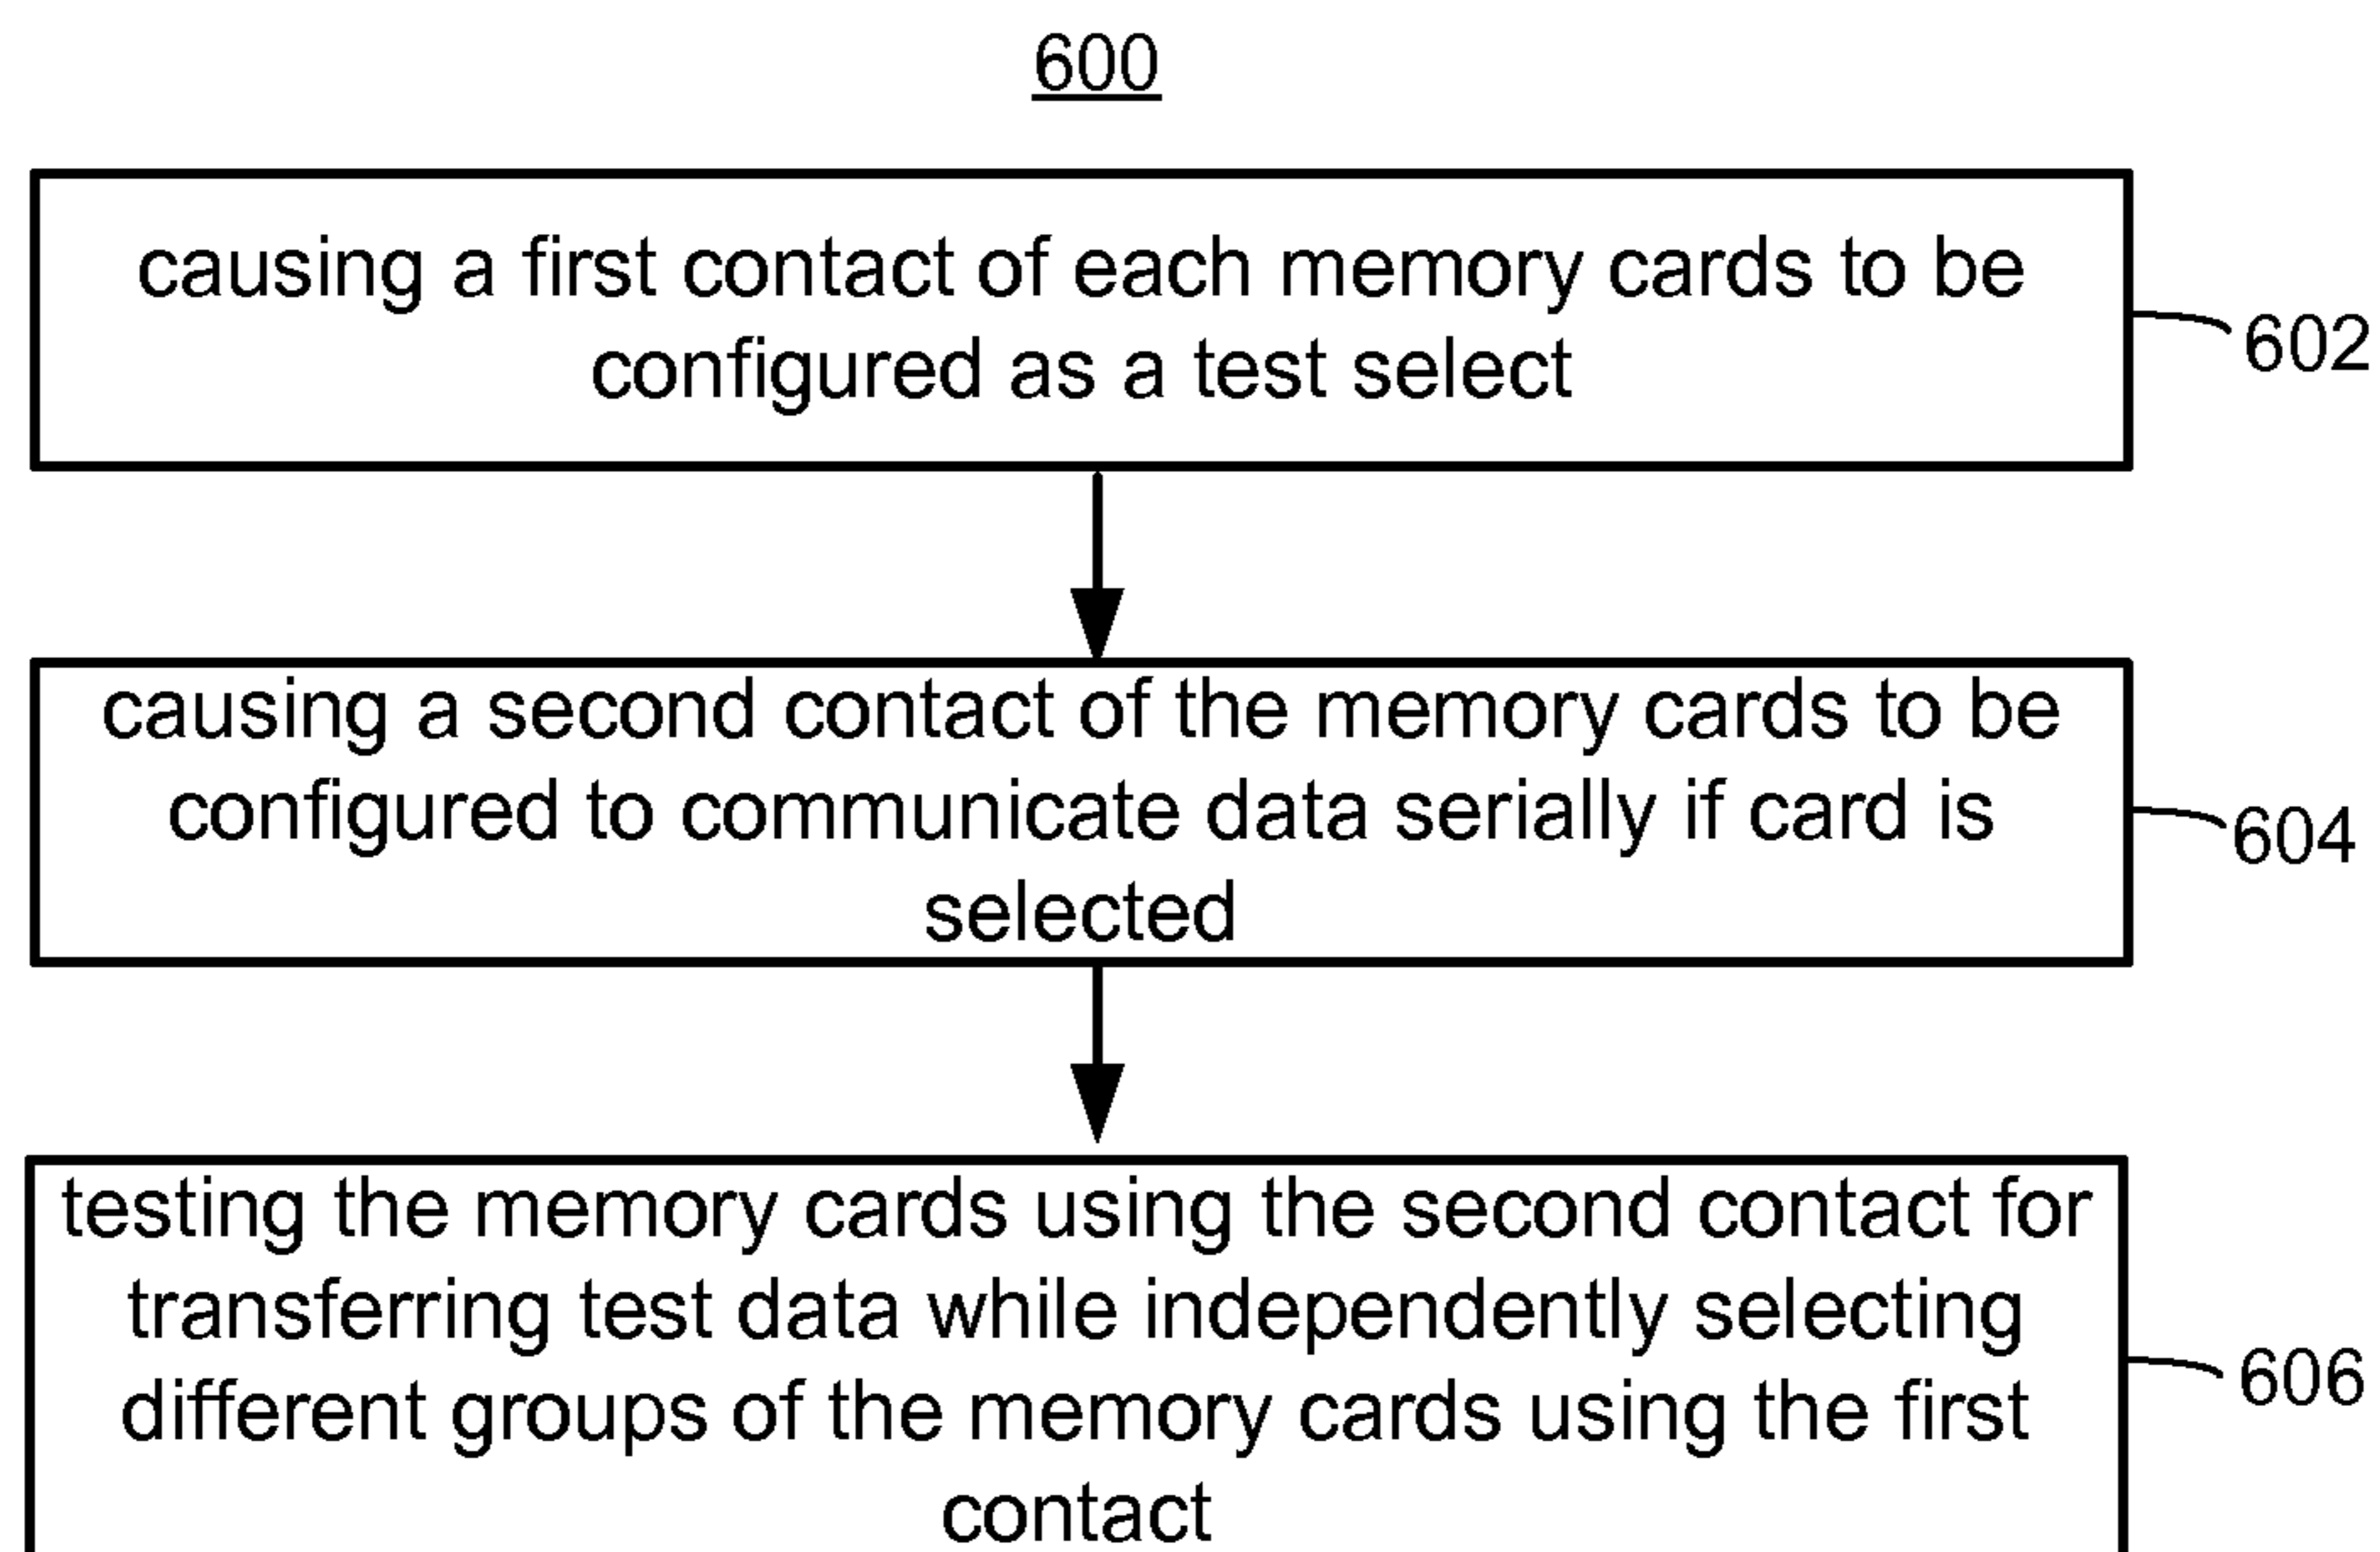 600
causing a first contact of each memory cards to be
configured as a test select
602
causing a second contact of the memory cards to be
configured to communicate data serially if card is
selected
604
testing the memory cards using the second contact for
transferring test data while independently selecting
different groups of the memory cards using the first
contact
606